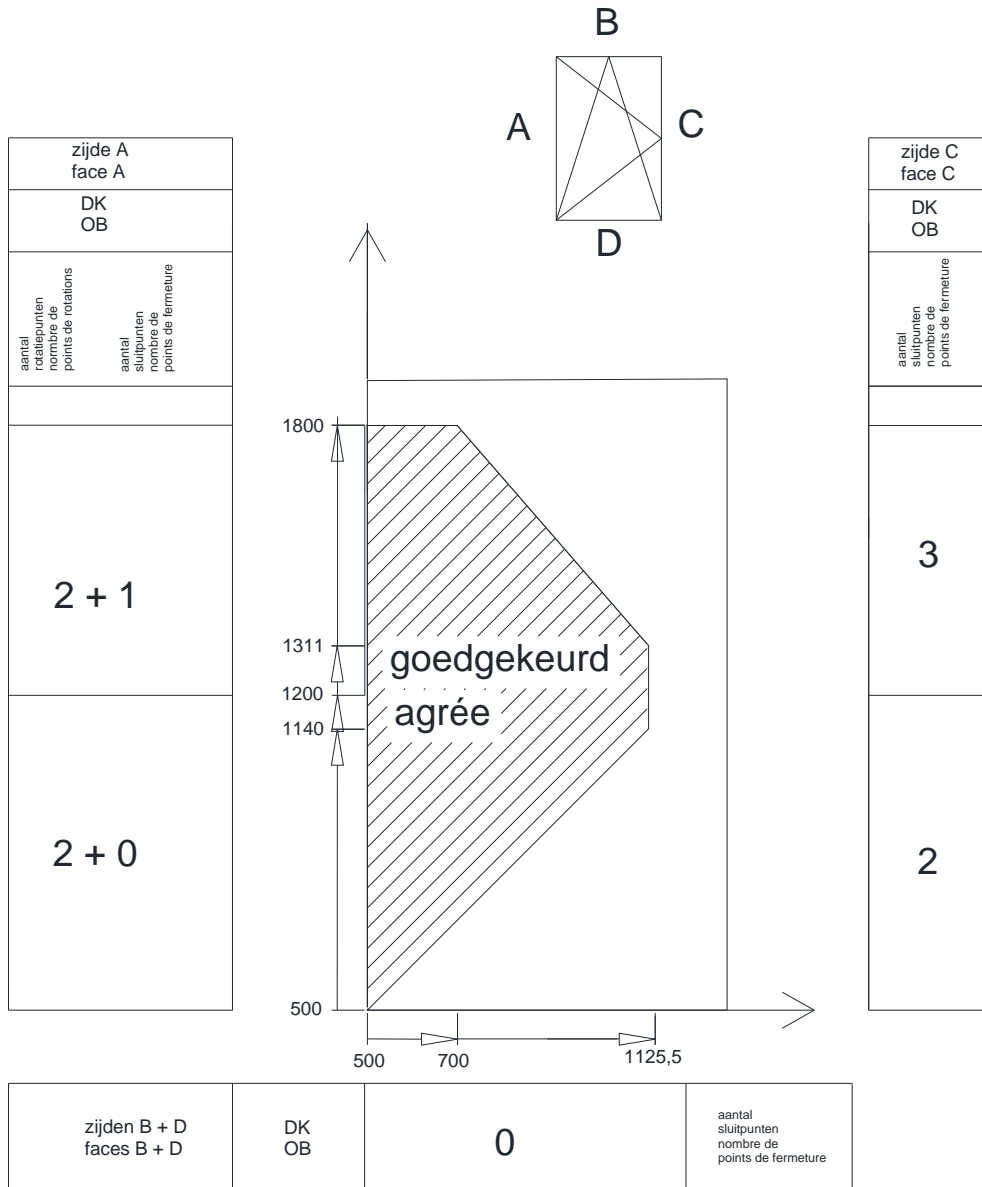 B
A
C
D
zijde A
face A
DK
OB
aantal
rotatiepunten
normbre de
points de rotations
aantal
sluitpunten
nombre de
points de fermeture
2 + 1
2 + 0
1800
1311
1200
1140
500
goedgekeurd
agrée
500
700
1125,5
zijde C
face C
DK
OB
aantal
sluitpunten
nombre de
points de fermeture
3
2
zijden B + D
faces B + D
DK
OB
0
aantal
sluitpunten
nombre de
points de fermeture